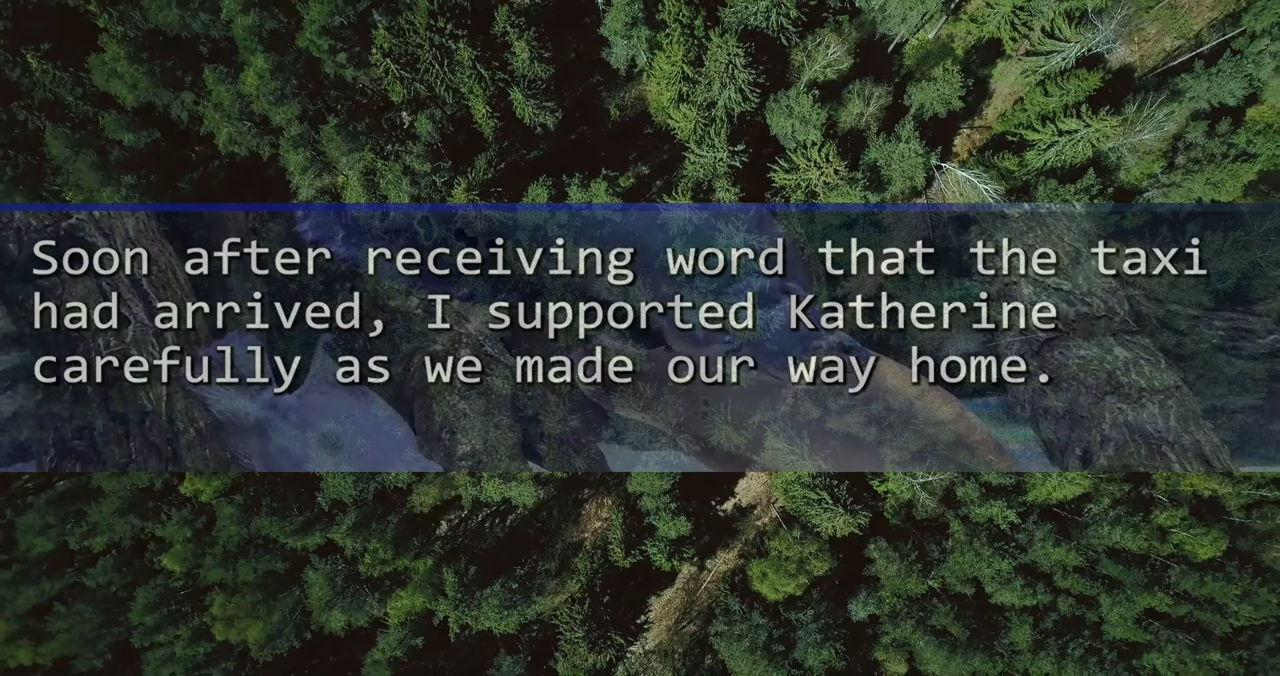 Soon after receiving word that the taxi
had arrived, I supported Katherine
carefully as we made our way home.